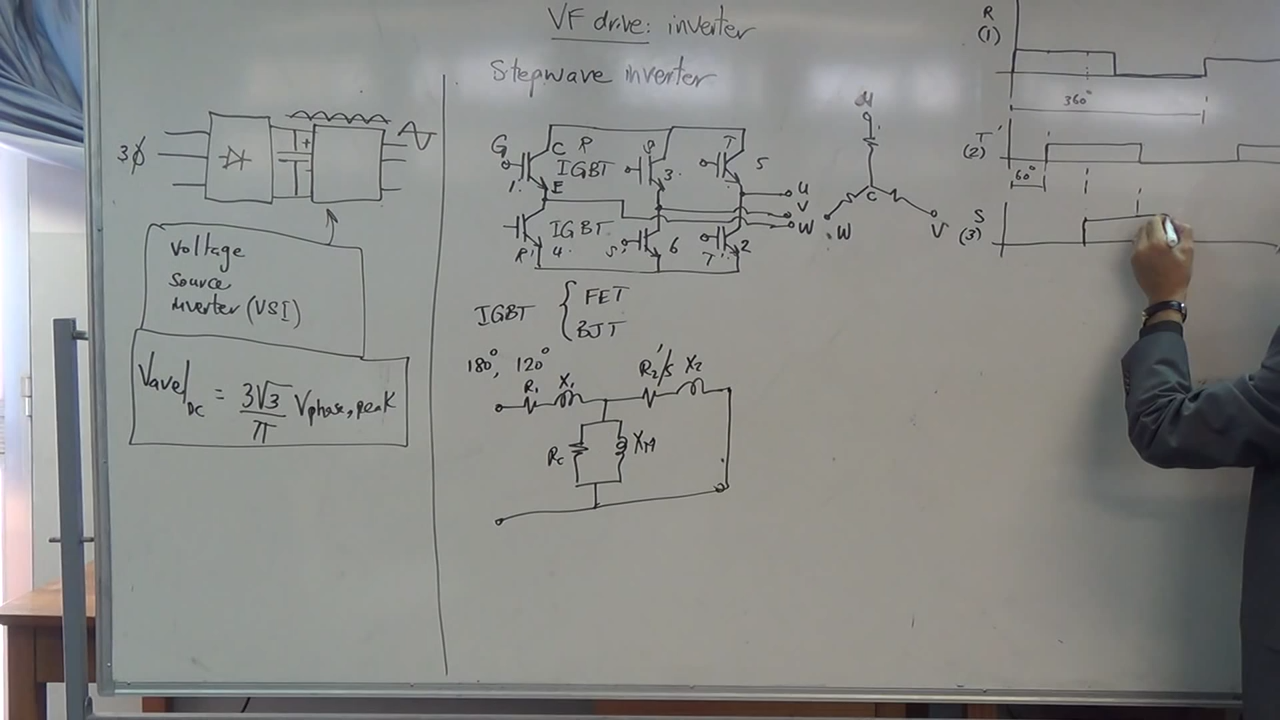 VF drive: inverter
Stepwave inverter
3ϕ
+
Voltage
Source
Inverter (VSI)
Vave|DC = 3√3/π Vphase, peak
G C R T
IGBT 3. 5
1. E
U
V
W
IGBT.
R' 4. S' 6 T' 2
IGBT { FET
BJT
180°, 120°
R1 X1 R2'/s X2
Rc XM
U
C
W V
R
(1)
360°
T'
(2)
60°
S
(3)